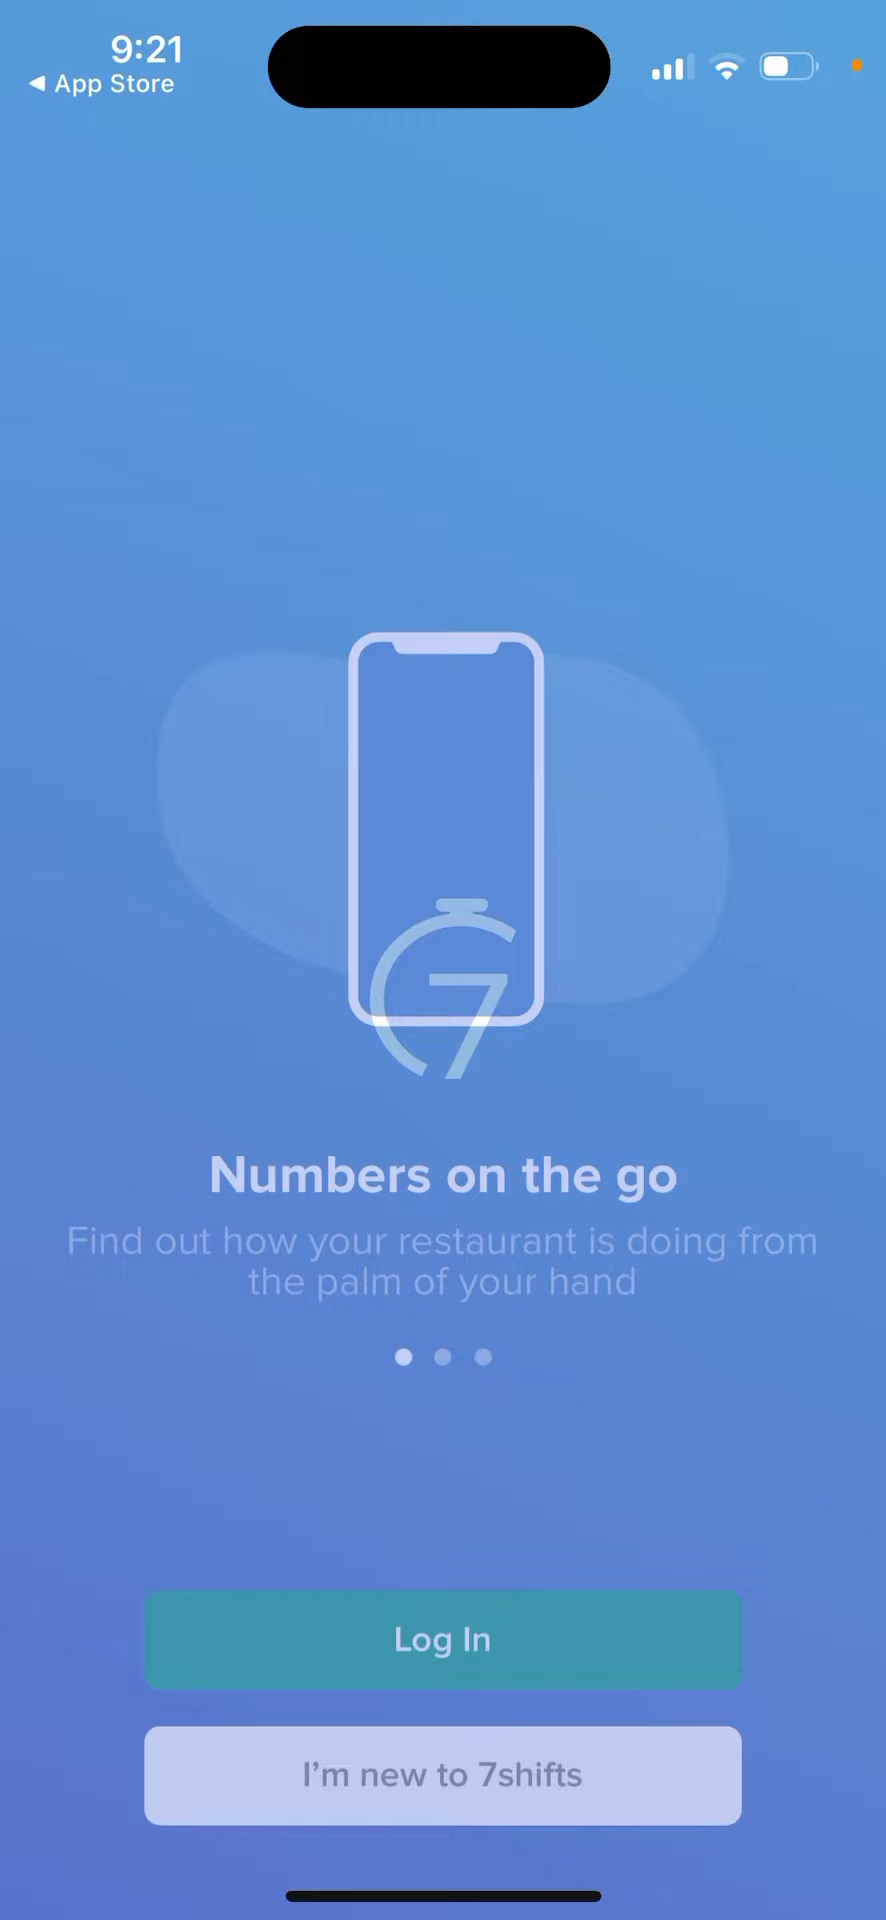 9:21
◀ App Store
7
Numbers on the go
Find out how your restaurant is doing from
the palm of your hand
Log In
I’m new to 7shifts